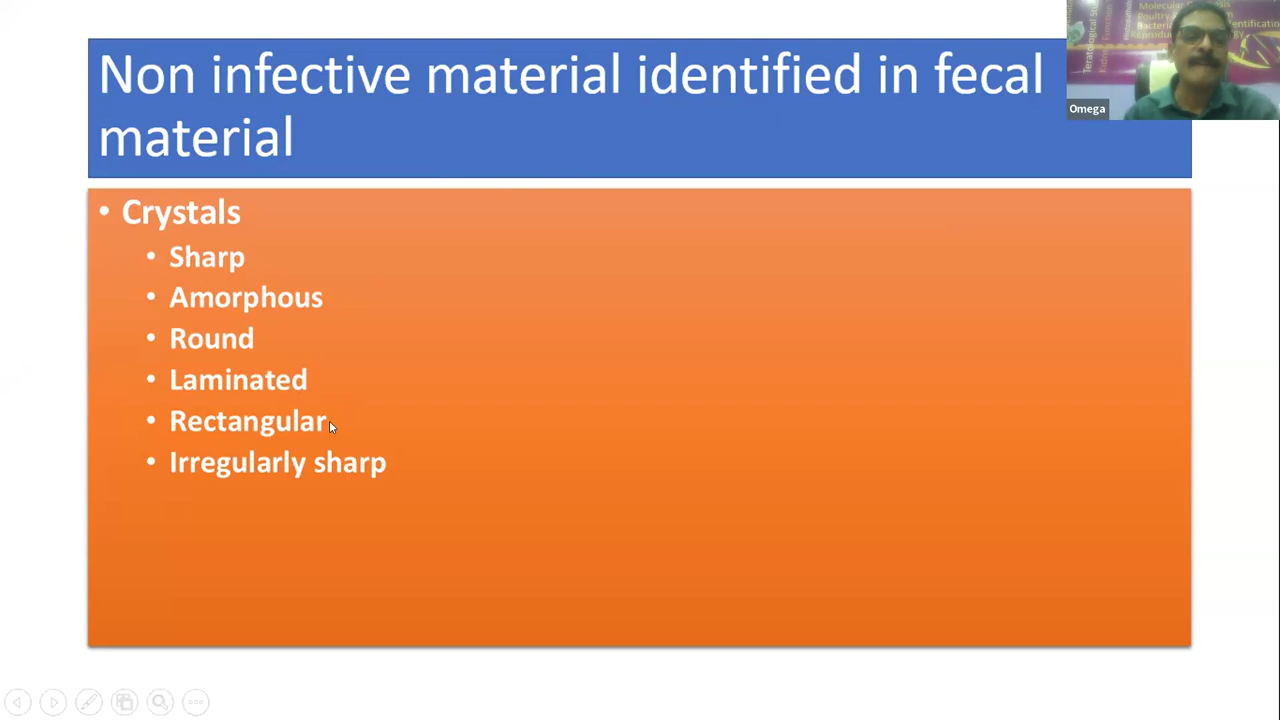 Non infective material identified in fecal
material
Omega
• Crystals
• Sharp
• Amorphous
• Round
• Laminated
• Rectangular
• Irregularly sharp